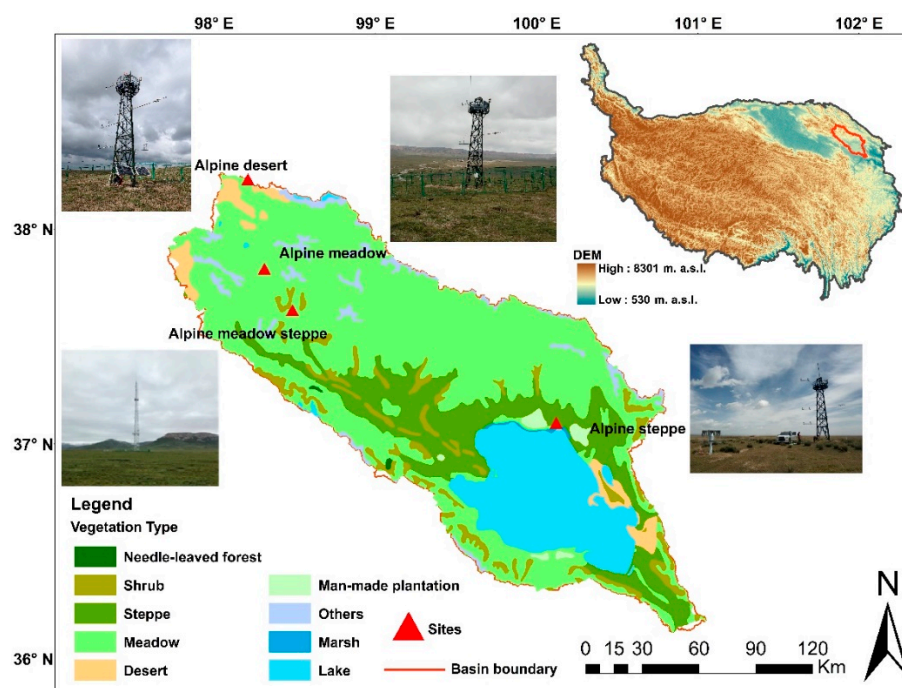 98° E 99° E 100° E 101° E 102° E
Alpine desert
38° N
Alpine meadow
DEM
High : 8301 m. a.s.l.
Low : 530 m. a.s.l.
Alpine meadow steppe
37° N
Alpine steppe
Legend
Vegetation Type
Needle-leaved forest
Shrub
Steppe
Meadow
Desert
Man-made plantation
Others
Marsh
Lake
Sites
Basin boundary
N
0 15 30 60 90 120
Km
36° N